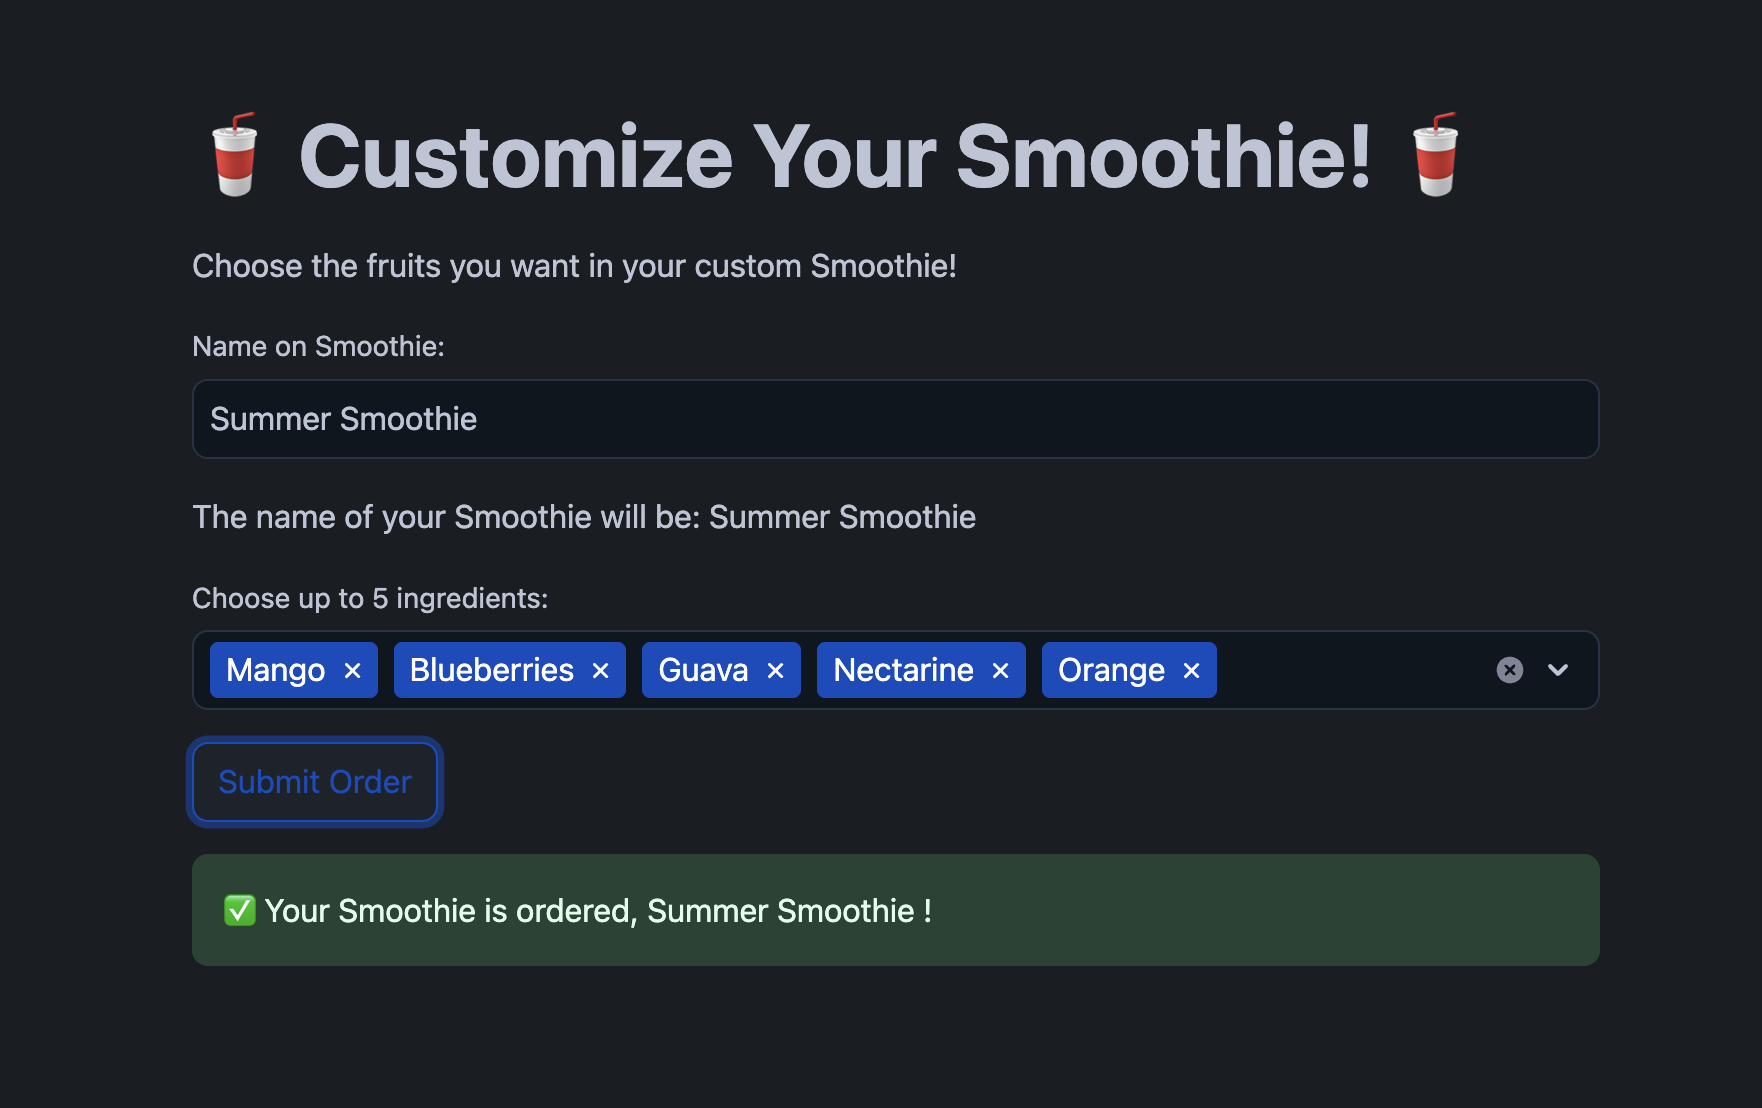 Customize Your Smoothie!
Choose the fruits you want in your custom Smoothie!
Name on Smoothie:
Summer Smoothie
The name of your Smoothie will be: Summer Smoothie
Choose up to 5 ingredients:
Mango Blueberries Guava Nectarine Orange
Submit Order
Your Smoothie is ordered, Summer Smoothie !